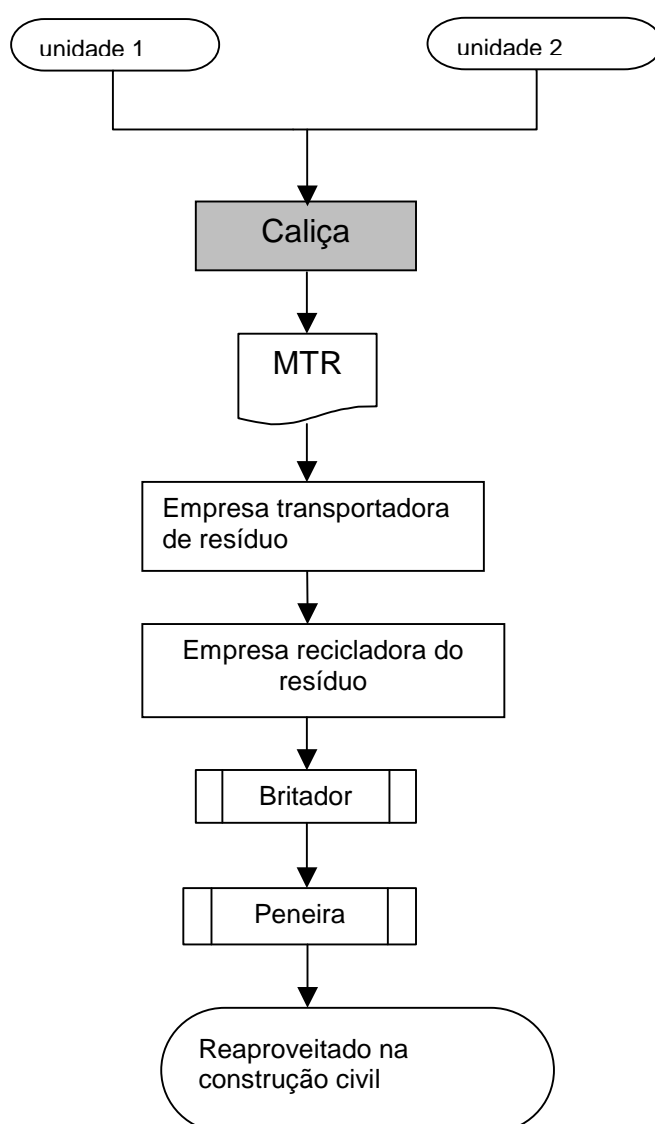 unidade 1
unidade 2
Caliça
MTR
Empresa transportadora
de resíduo
Empresa recicladora do
resíduo
Britador
Peneira
Reaproveitado na
construção civil